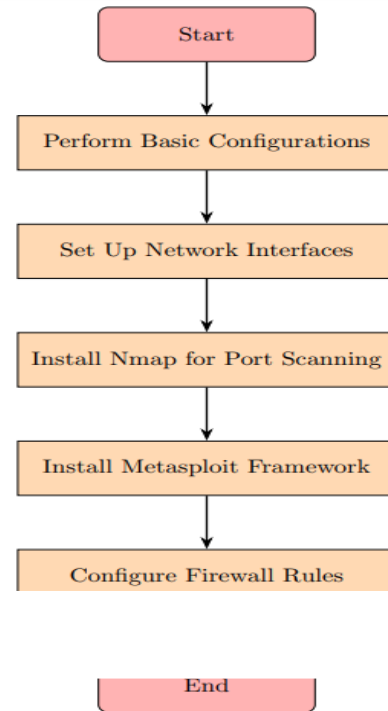 Start
Perform Basic Configurations
Set Up Network Interfaces
Install Nmap for Port Scanning
Install Metasploit Framework
Configure Firewall Rules
End